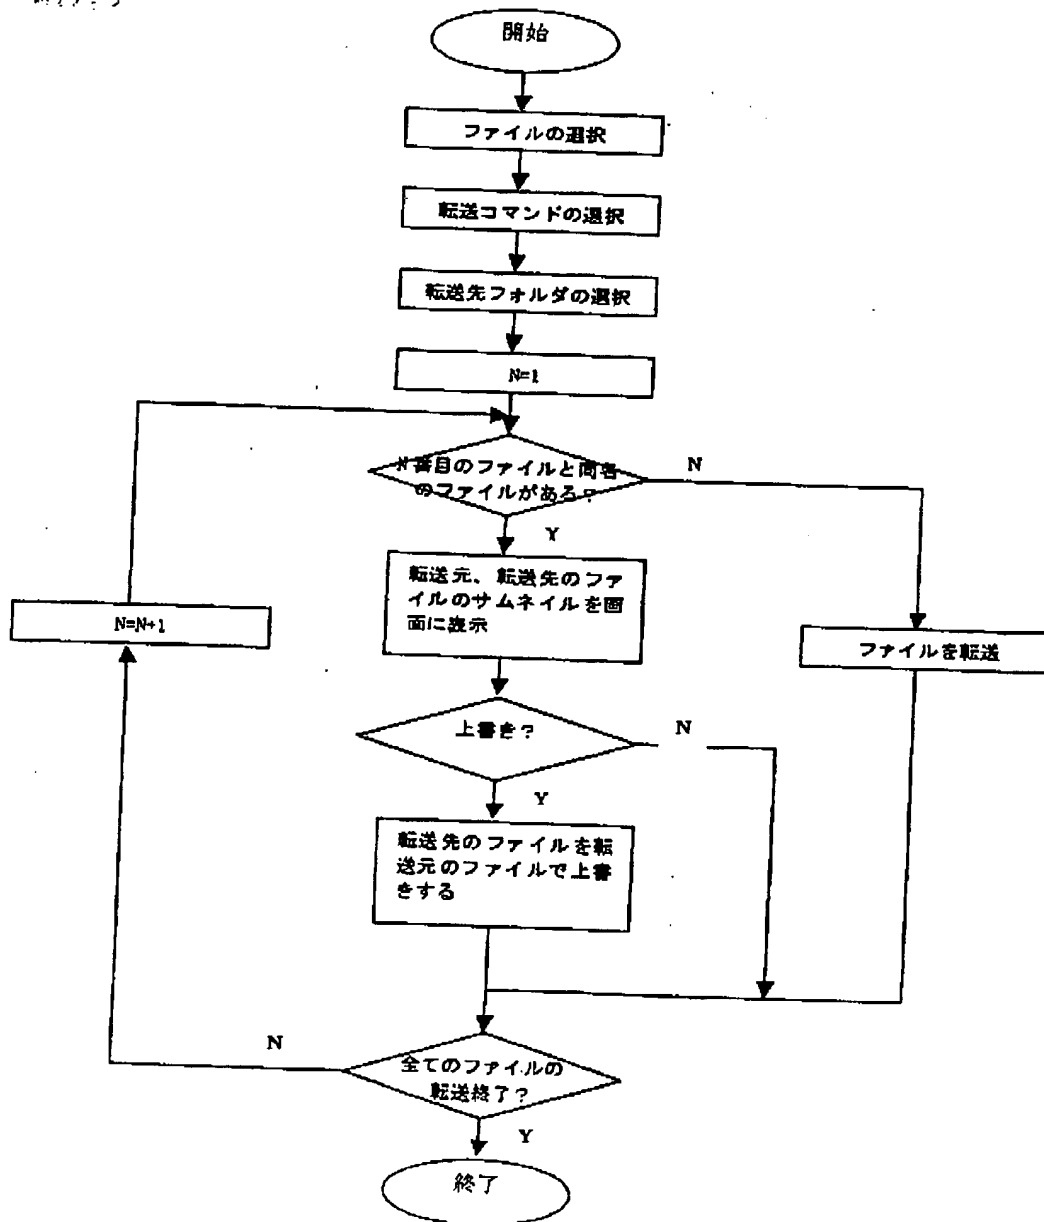 開始
ファイルの選択
転送コマンドの選択
転送先フォルダの選択
N=1
N番目のファイルと同名
のファイルがある?
N
Y
転送元、転送先のファ
イルのサムネイルを画
面に表示
N=N+1
ファイルを転送
上書き?
N
Y
転送先のファイルを転
送元のファイルで上書
きする
N
全てのファイルの
転送終了?
Y
終了